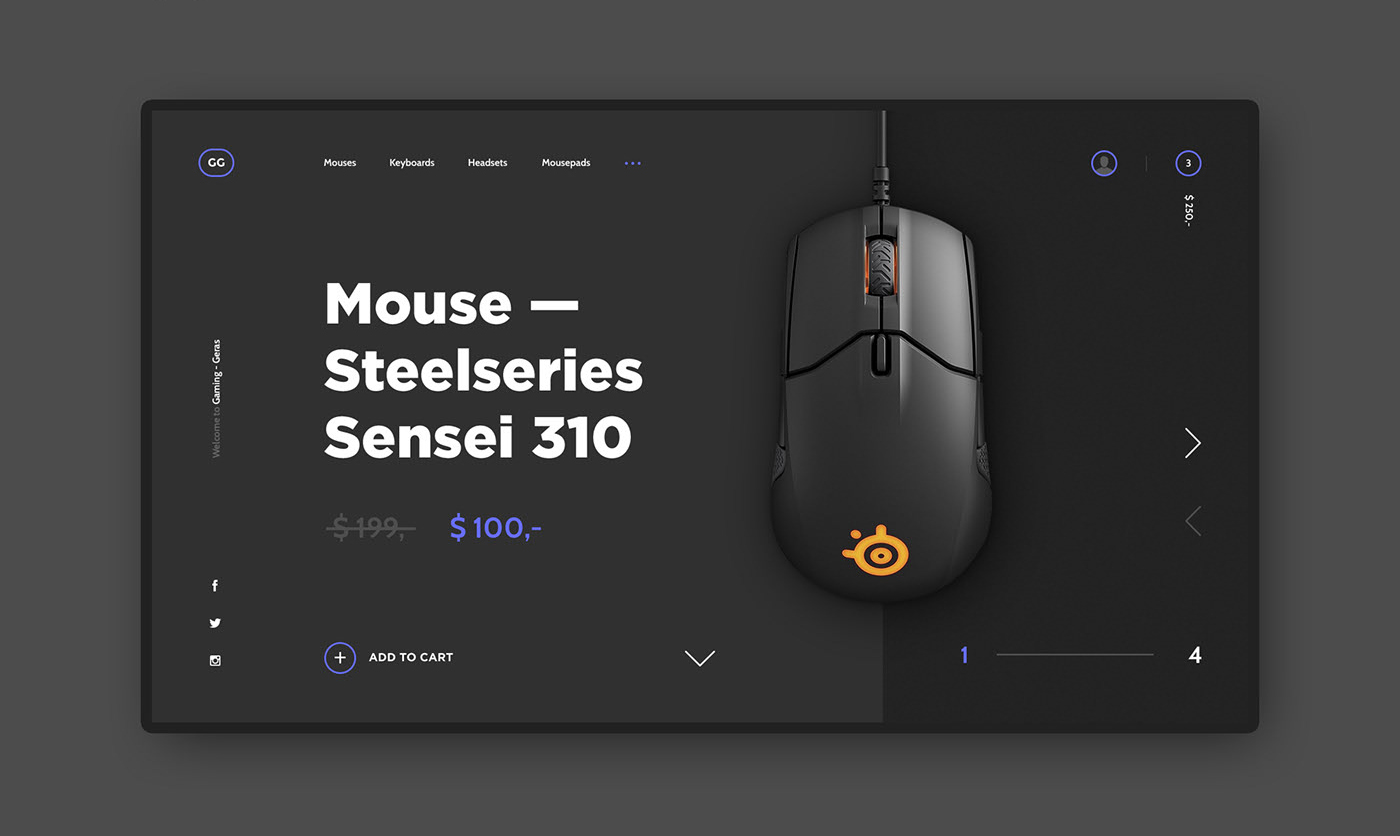 GG
Mouses
Keyboards
Headsets
Mousepads
3
$ 250,-
Mouse —
Steelseries
Sensei 310
Welcome to Gaming - Geras
$ 199,-
$ 100,-
ADD TO CART
1
4